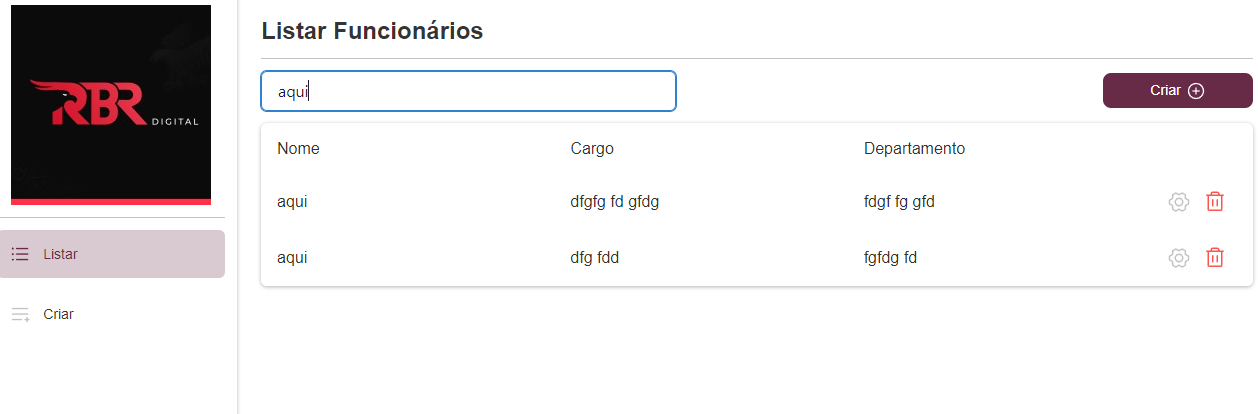 RBR
DIGITAL
Listar
Criar
Listar Funcionários
aqui
Criar
Nome Cargo Departamento
aqui dfgfg fd gfdg fdgf fg gfd
aqui dfg fdd fgfdg fd